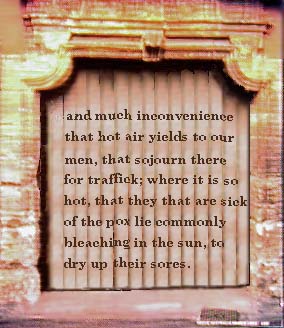 and much inconvenience
that hot air yields to our
men, that sojourn there
for traffick; where it is so
hot, that they that are sick
of the pox lie commonly
bleaching in the sun, to
dry up their sores.